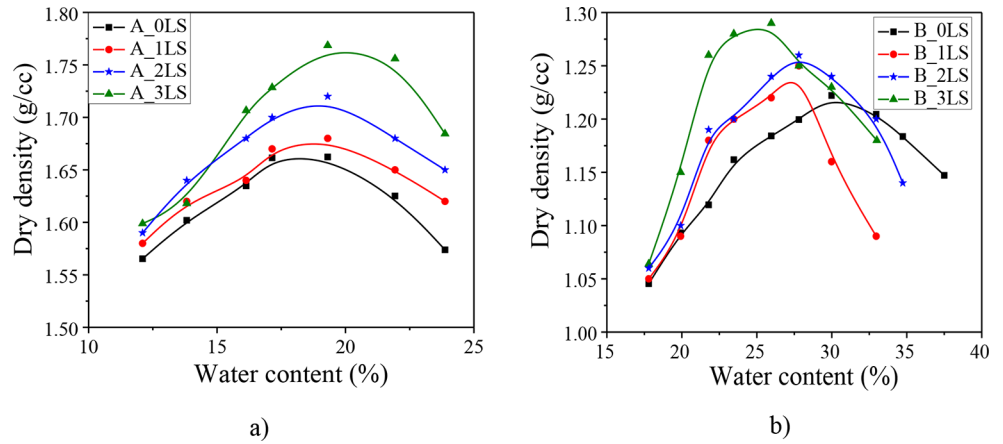 A_0LS
A_1LS
A_2LS
A_3LS
1.80
1.75
1.70
1.65
1.60
1.55
1.50
Dry density (g/cc)
10
15
20
25
Water content (%)
a)
B_0LS
B_1LS
B_2LS
B_3LS
1.30
1.25
1.20
1.15
1.10
1.05
1.00
Dry density (g/cc)
15
20
25
30
35
40
Water content (%)
b)